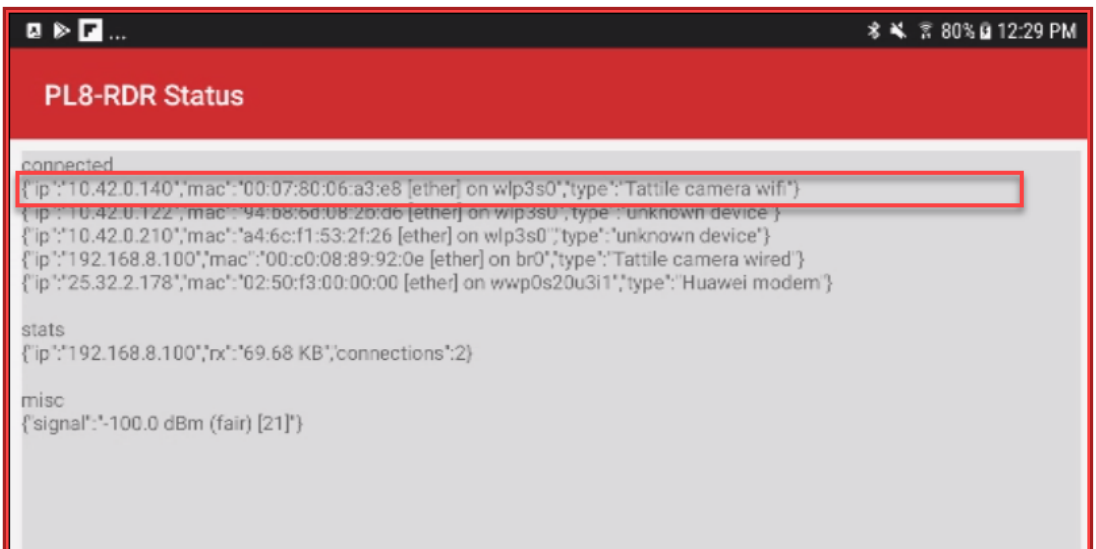 ... 80% 12:29 PM
PL8-RDR Status
connected
{"ip":"10.42.0.140","mac":"00:07:80:06:a3:e8 [ether] on wlp3s0","type":"Tattile camera wifi"}
{"ip":"10.42.0.122","mac":"94:b8:6d:08:2b:d6 [ether] on wlp3s0","type":"unknown device"}
{"ip":"10.42.0.210","mac":"a4:6c:f1:53:2f:26 [ether] on wlp3s0","type":"unknown device"}
{"ip":"192.168.8.100","mac":"00:c0:08:89:92:0e [ether] on br0","type":"Tattile camera wired"}
{"ip":"25.32.2.178","mac":"02:50:f3:00:00:00 [ether] on wwp0s20u3i1","type":"Huawei modem"}
stats
{"ip":"192.168.8.100","rx":"69.68 KB","connections":2}
misc
{"signal":"-100.0 dBm (fair) [21]"}